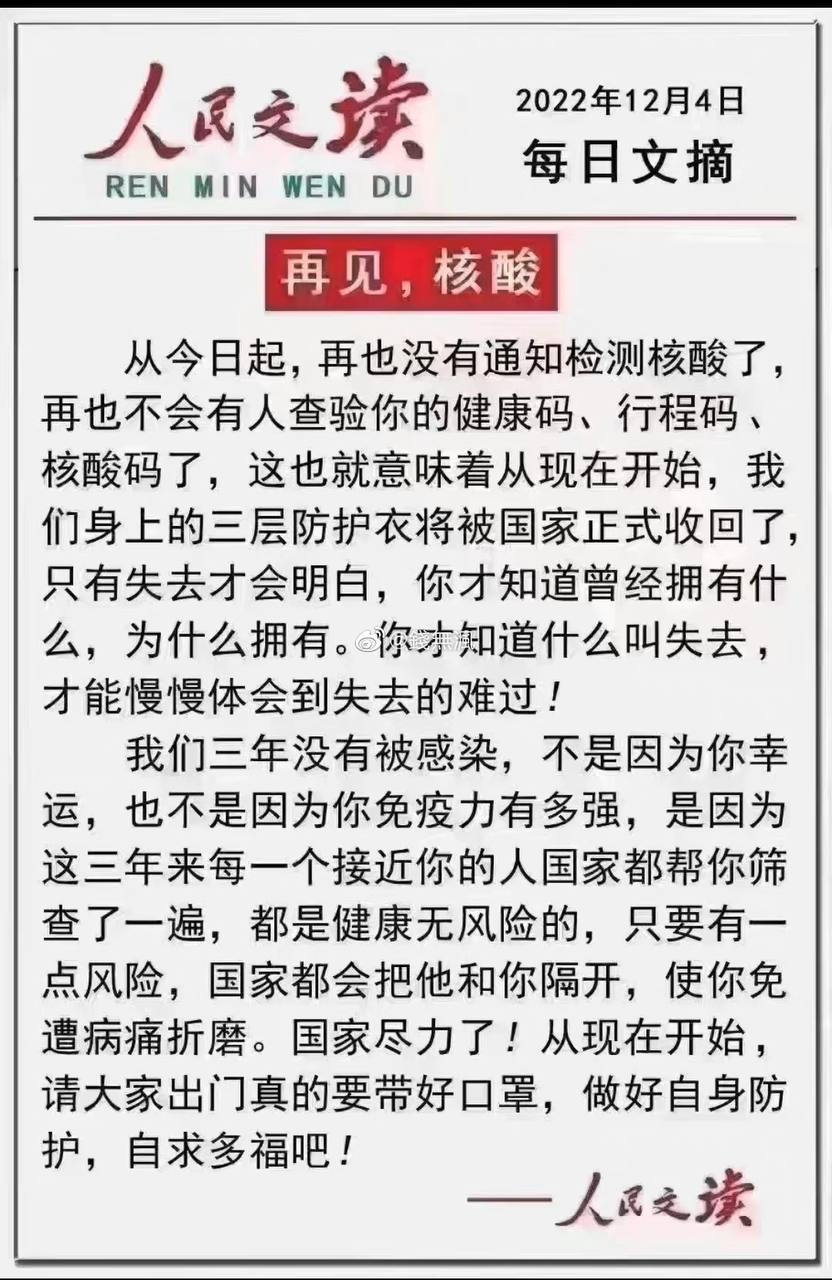 人民文读
REN MIN WEN DU
2022年12月4日
每日文摘
再见，核酸
从今日起，再也没有通知检测核酸了，
再也不会有人查验你的健康码、行程码、
核酸码了，这也就意味着从现在开始，我
们身上的三层防护衣将被国家正式收回了，
只有失去才会明白，你才知道曾经拥有什
么，为什么拥有。你才知道什么叫失去，
才能慢慢体会到失去的难过！
我们三年没有被感染，不是因为你幸
运，也不是因为你免疫力有多强，是因为
这三年来每一个接近你的人国家都帮你筛
查了一遍，都是健康无风险的，只要有一
点风险，国家都会把他和你隔开，使你免
遭病痛折磨。国家尽力了！从现在开始，
请大家出门真的要带好口罩，做好自身防
护，自求多福吧！
——人民文读